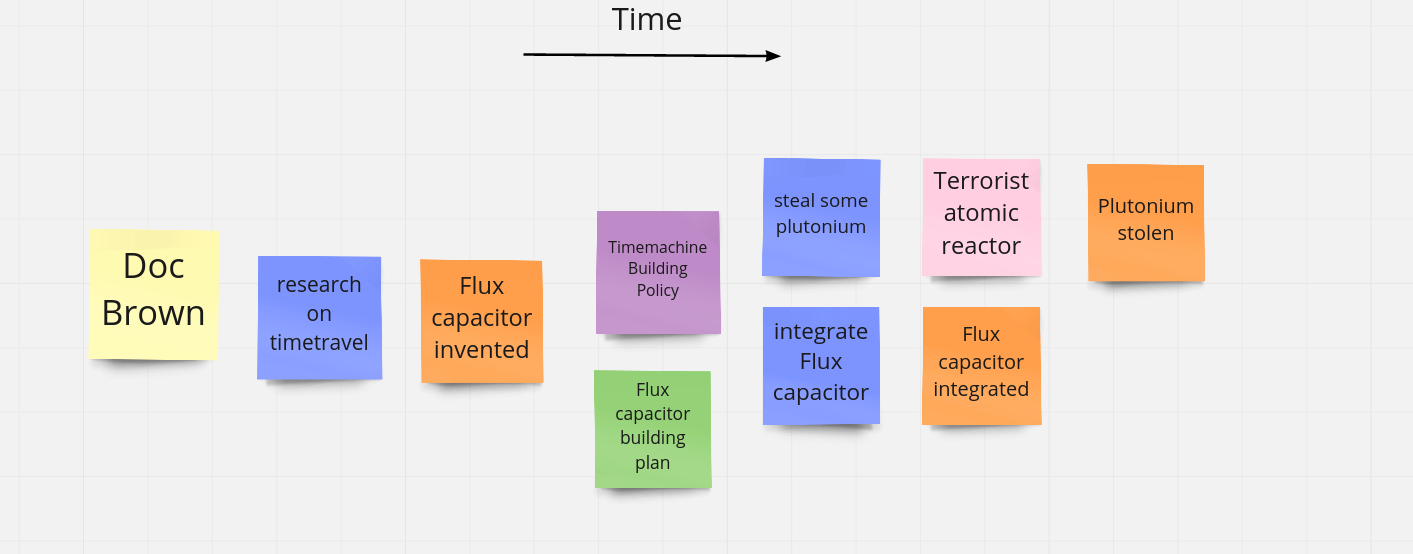 Time
Doc
Brown
research
on
timetravel
Flux
capacitor
invented
Timemachine
Building
Policy
Flux
capacitor
building
plan
steal some
plutonium
integrate
Flux
capacitor
Terrorist
atomic
reactor
Flux
capacitor
integrated
Plutonium
stolen